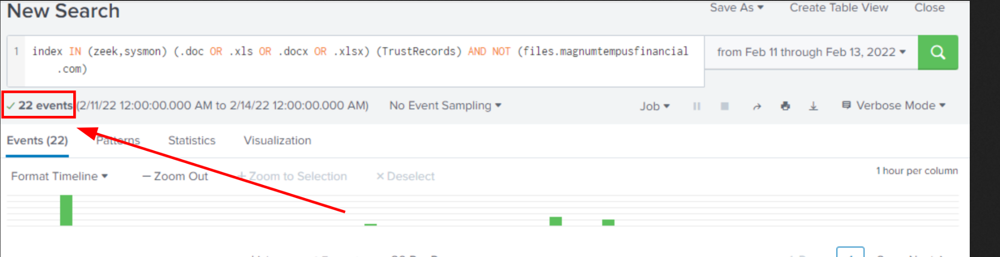 New Search
Save As Create Table View Close
1 index IN (zeek,sysmon) (.doc OR .xls OR .docx OR .xlsx) (TrustRecords) AND NOT (files.magnumtempusfinancial
.com)
from Feb 11 through Feb 13, 2022
✓ 22 events (2/11/22 12:00:00.000 AM to 2/14/22 12:00:00.000 AM) No Event Sampling Job Verbose Mode
Events (22) Patterns Statistics Visualization
Format Timeline — Zoom Out + Zoom to Selection × Deselect
1 hour per column